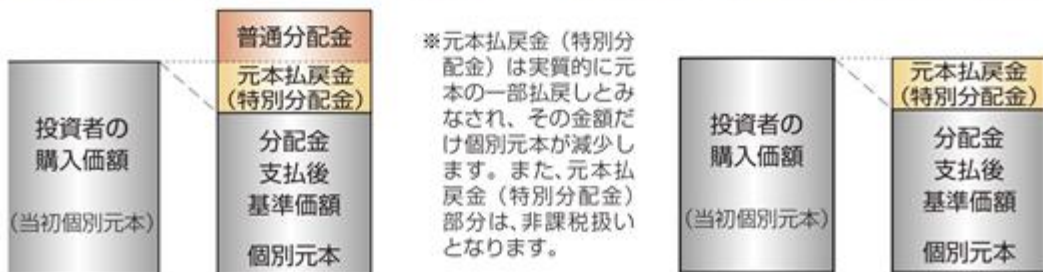 投資者の
購入価額
(当初個別元本)
普通分配金
元本払戻金
(特別分配金)
分配金
支払後
基準価額
個別元本
※元本払戻金(特別分
配金)は実質的に元
本の一部払戻しとみ
なされ、その金額だ
け個別元本が減少し
ます。また、元本払
戻金(特別分配金)
部分は、非課税扱い
となります。
投資者の
購入価額
(当初個別元本)
元本払戻金
(特別分配金)
分配金
支払後
基準価額
個別元本